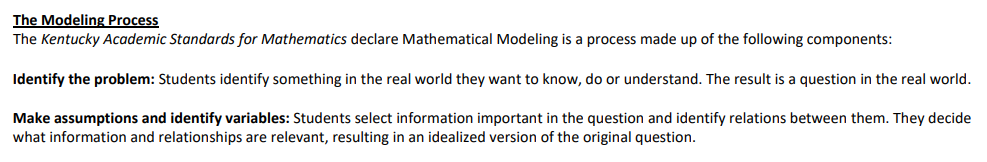 The Modeling Process
The Kentucky Academic Standards for Mathematics declare Mathematical Modeling is a process made up of the following components:
Identify the problem: Students identify something in the real world they want to know, do or understand. The result is a question in the real world.
Make assumptions and identify variables: Students select information important in the question and identify relations between them. They decide
what information and relationships are relevant, resulting in an idealized version of the original question.